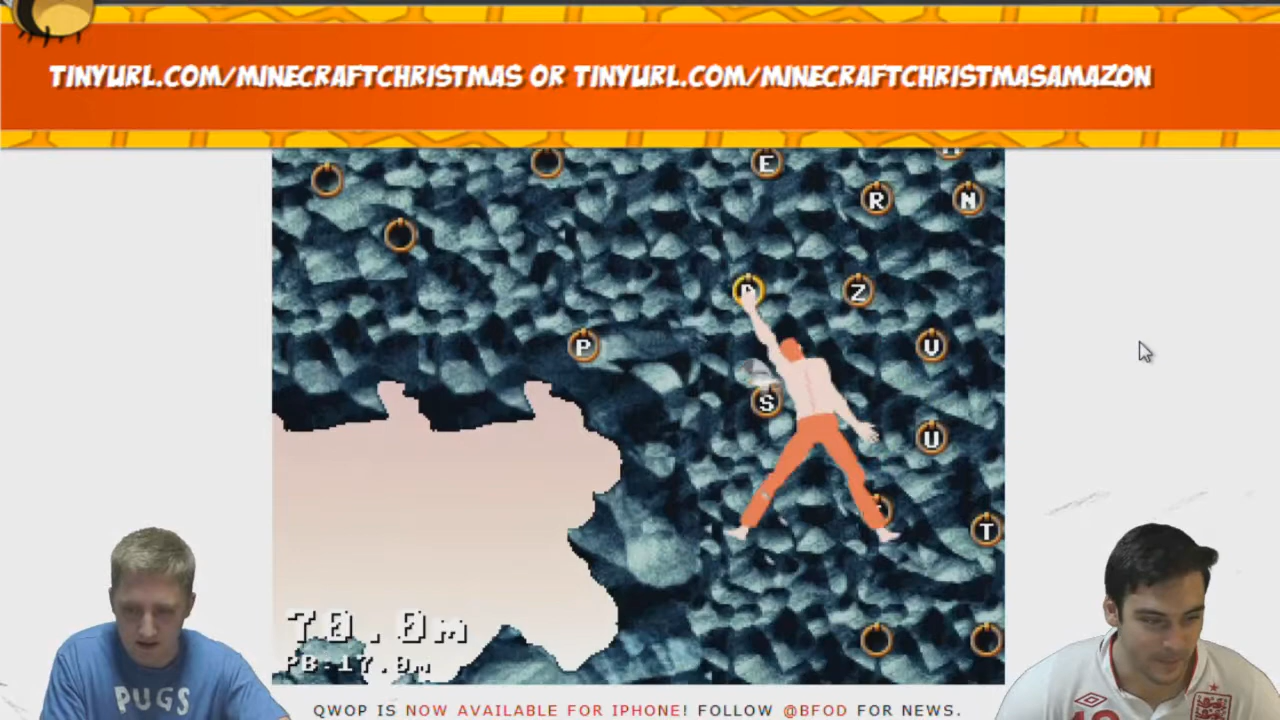 TINYURL.COM/MINECRAFTCHRISTMAS OR TINYURL.COM/MINECRAFTCHRISTMASAMAZON
E
R N
Z
P V
S
U
T
70.0m
PB-17.0m
PUGS
QWOP IS NOW AVAILABLE FOR IPHONE! FOLLOW @BFOD FOR NEWS.